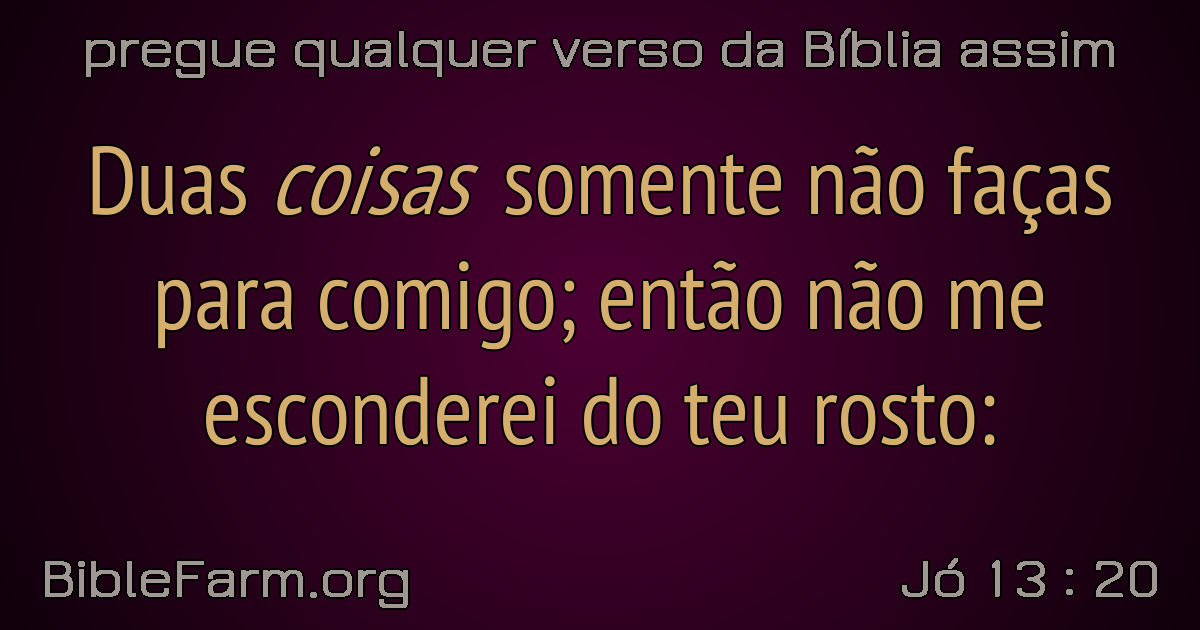 pregue qualquer verso da Bíblia assim
Duas coisas somente não faças
para comigo; então não me
esconderei do teu rosto:
BibleFarm.org
Jó 13 : 20